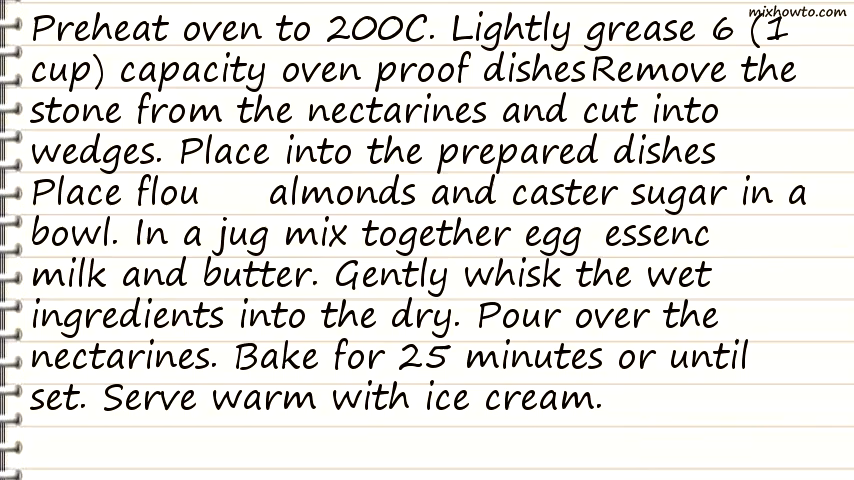 mixhowto.com
Preheat oven to 200C. Lightly grease 6 (1
cup) capacity oven proof dishesRemove the
stone from the nectarines and cut into
wedges. Place into the prepared dishes
Place flou almonds and caster sugar in a
bowl. In a jug mix together egg essenc
milk and butter. Gently whisk the wet
ingredients into the dry. Pour over the
nectarines. Bake for 25 minutes or until
set. Serve warm with ice cream.